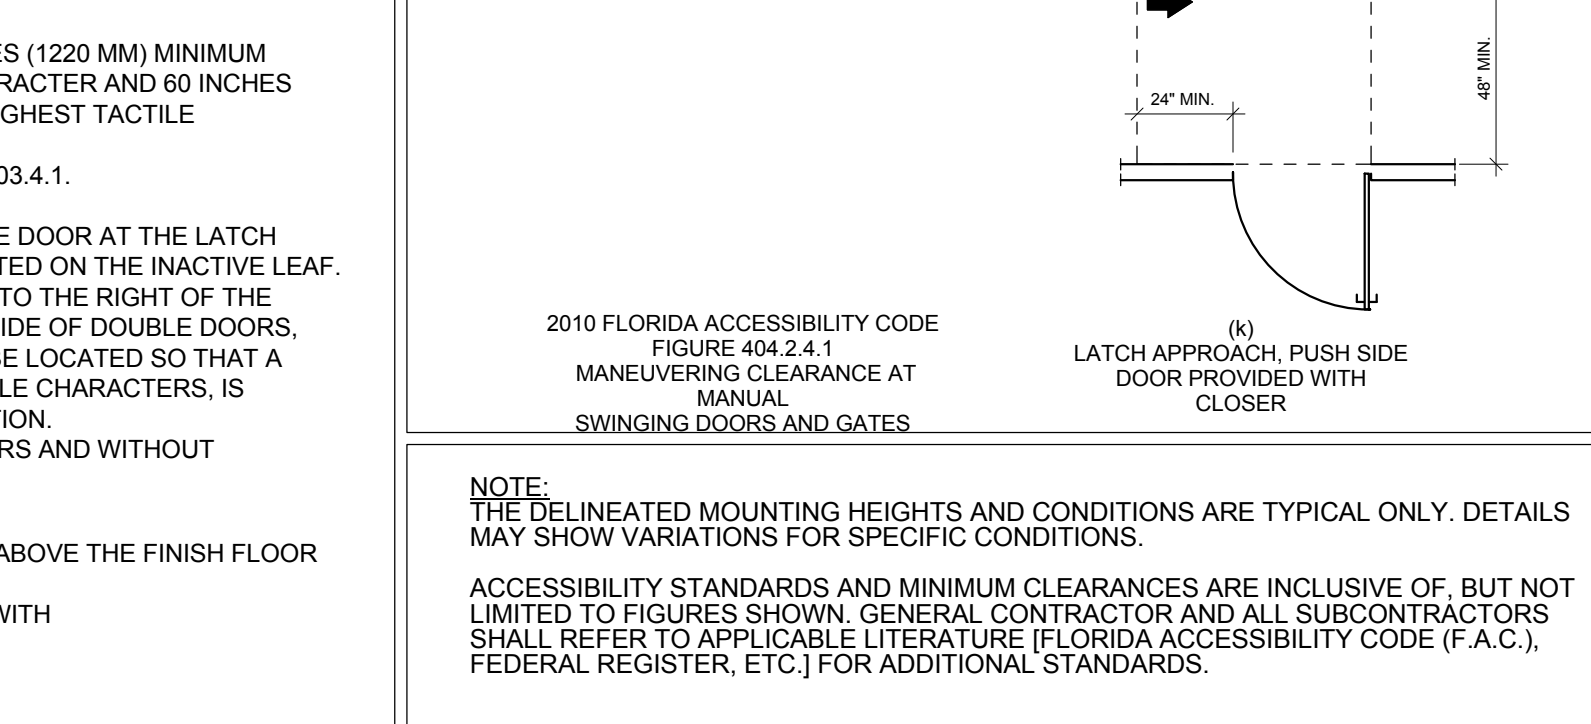 ES (1220 MM) MINIMUM
RACTER AND 60 INCHES
GHEST TACTILE
03.4.1.
E DOOR AT THE LATCH
TED ON THE INACTIVE LEAF.
TO THE RIGHT OF THE
IDE OF DOUBLE DOORS,
BE LOCATED SO THAT A
LE CHARACTERS, IS
TION.
RS AND WITHOUT
ABOVE THE FINISH FLOOR
WITH
24" MIN.
48" MIN.
2010 FLORIDA ACCESSIBILITY CODE
FIGURE 404.2.4.1
MANEUVERING CLEARANCE AT
MANUAL
SWINGING DOORS AND GATES
(k)
LATCH APPROACH, PUSH SIDE
DOOR PROVIDED WITH
CLOSER
NOTE:
THE DELINEATED MOUNTING HEIGHTS AND CONDITIONS ARE TYPICAL ONLY. DETAILS
MAY SHOW VARIATIONS FOR SPECIFIC CONDITIONS.
ACCESSIBILITY STANDARDS AND MINIMUM CLEARANCES ARE INCLUSIVE OF, BUT NOT
LIMITED TO FIGURES SHOWN. GENERAL CONTRACTOR AND ALL SUBCONTRACTORS
SHALL REFER TO APPLICABLE LITERATURE [FLORIDA ACCESSIBILITY CODE (F.A.C.),
FEDERAL REGISTER, ETC.] FOR ADDITIONAL STANDARDS.